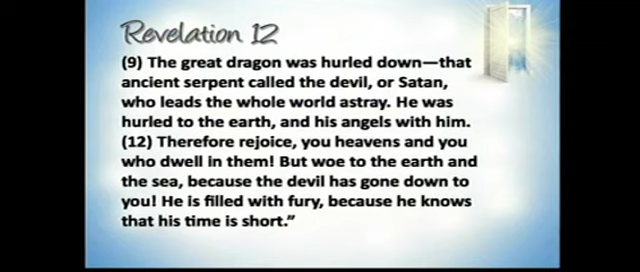 Revelation 12
(9) The great dragon was hurled down—that
ancient serpent called the devil, or Satan,
who leads the whole world astray. He was
hurled to the earth, and his angels with him.
(12) Therefore rejoice, you heavens and you
who dwell in them! But woe to the earth and
the sea, because the devil has gone down to
you! He is filled with fury, because he knows
that his time is short.”